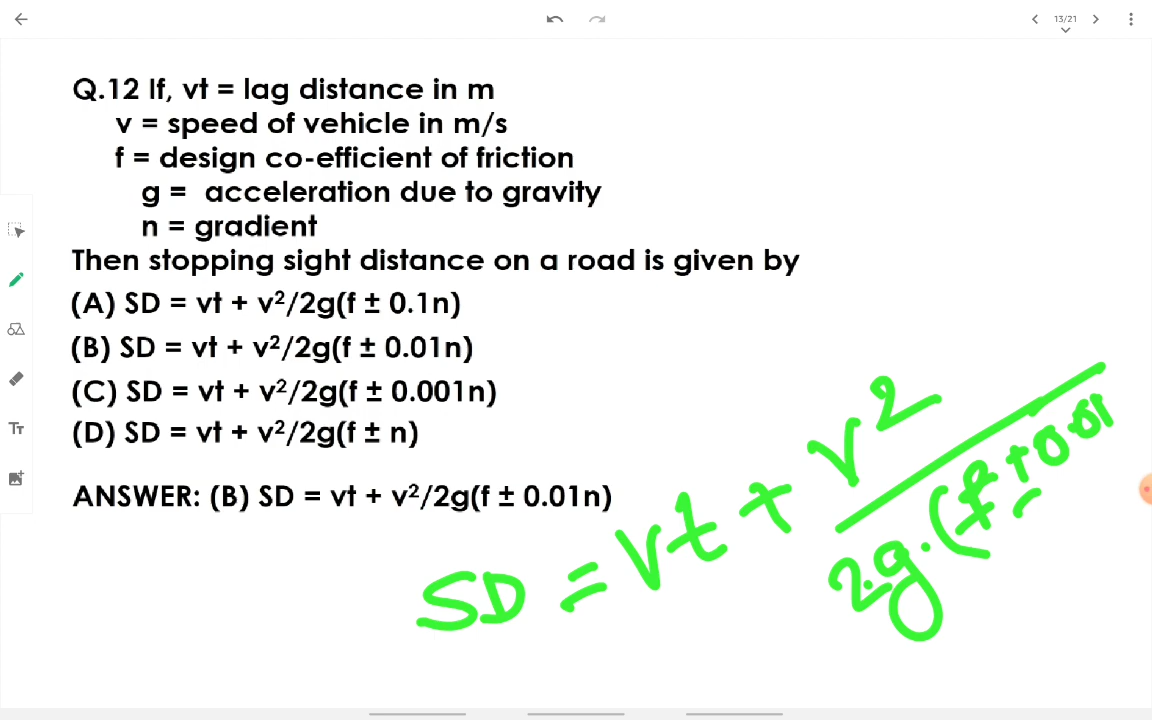 13/21
Q.12 If, vt = lag distance in m
v = speed of vehicle in m/s
f = design co-efficient of friction
g = acceleration due to gravity
n = gradient
Then stopping sight distance on a road is given by
(A) SD = vt + v²/2g(f ± 0.1n)
(B) SD = vt + v²/2g(f ± 0.01n)
(C) SD = vt + v²/2g(f ± 0.001n)
(D) SD = vt + v²/2g(f ± n)
ANSWER: (B) SD = vt + v²/2g(f ± 0.01n)
SD = vt + v²
2g.(f ± 0.01
Tт